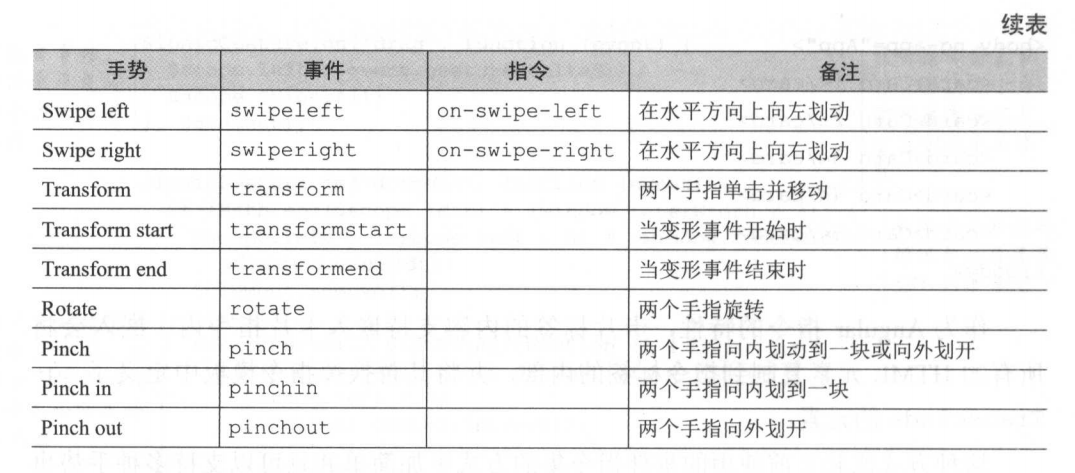 续表
手势 事件 指令 备注
Swipe left swipeleft on-swipe-left 在水平方向上向左划动
Swipe right swiperight on-swipe-right 在水平方向上向右划动
Transform transform 两个手指单击并移动
Transform start transformstart 当变形事件开始时
Transform end transformend 当变形事件结束时
Rotate rotate 两个手指旋转
Pinch pinch 两个手指向内划动到一块或向外划开
Pinch in pinchin 两个手指向内划到一块
Pinch out pinchout 两个手指向外划开